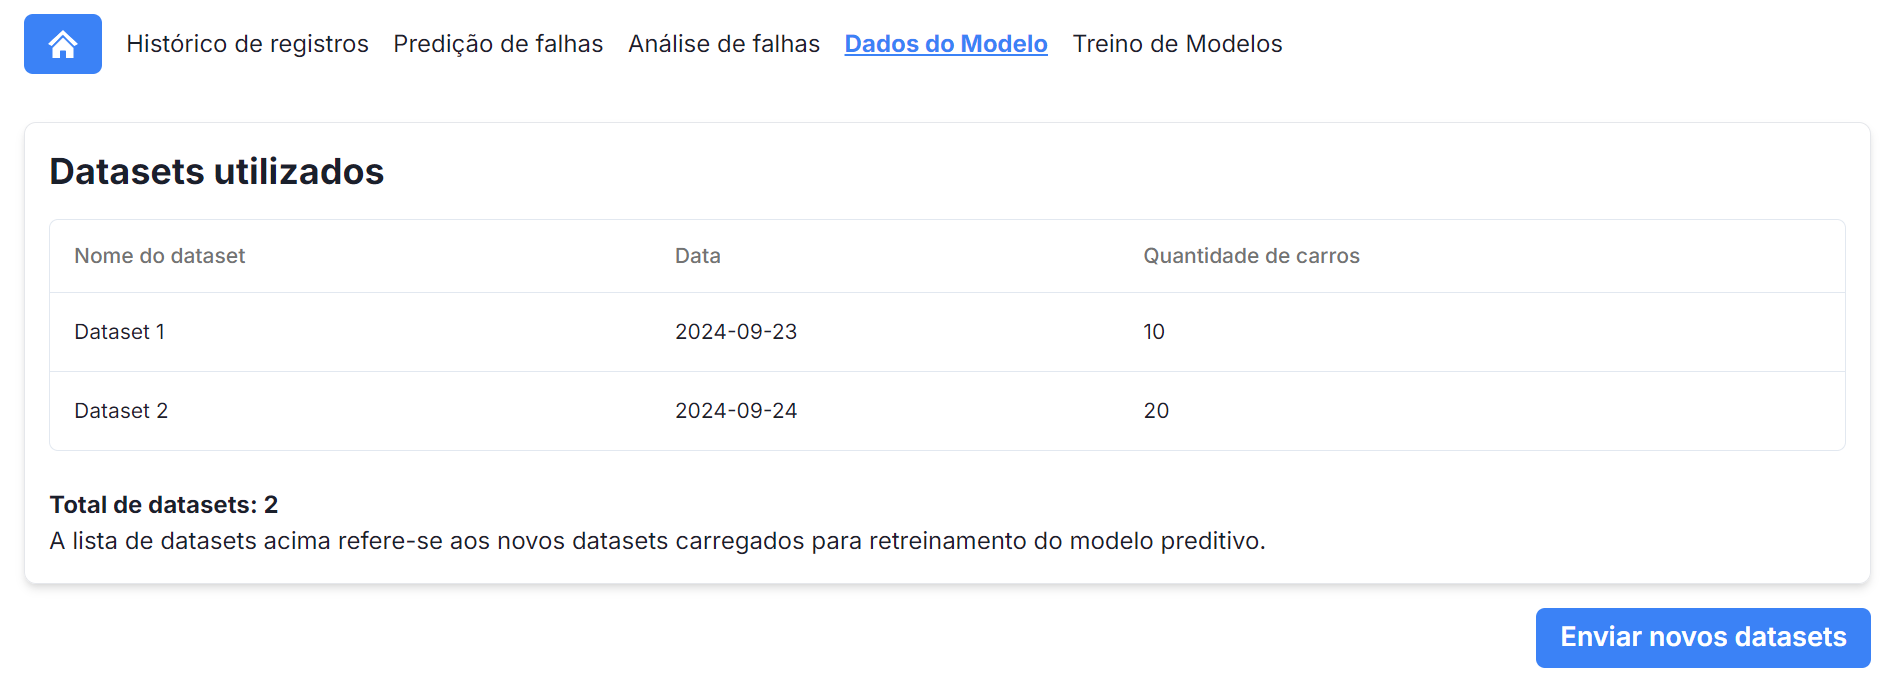 Histórico de registros Predição de falhas Análise de falhas Dados do Modelo Treino de Modelos
Datasets utilizados
Nome do dataset Data Quantidade de carros
Dataset 1 2024-09-23 10
Dataset 2 2024-09-24 20
Total de datasets: 2
A lista de datasets acima refere-se aos novos datasets carregados para retreinamento do modelo preditivo.
Enviar novos datasets